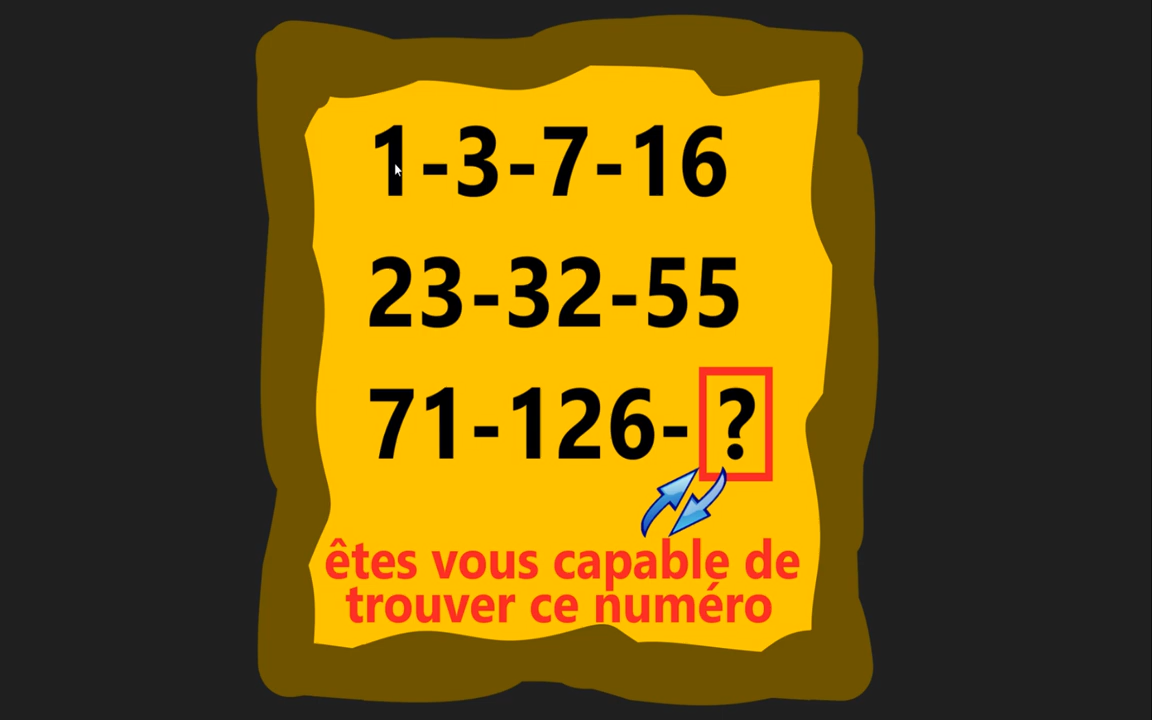 1-3-7-16
23-32-55
71-126-?
êtes vous capable de
trouver ce numéro